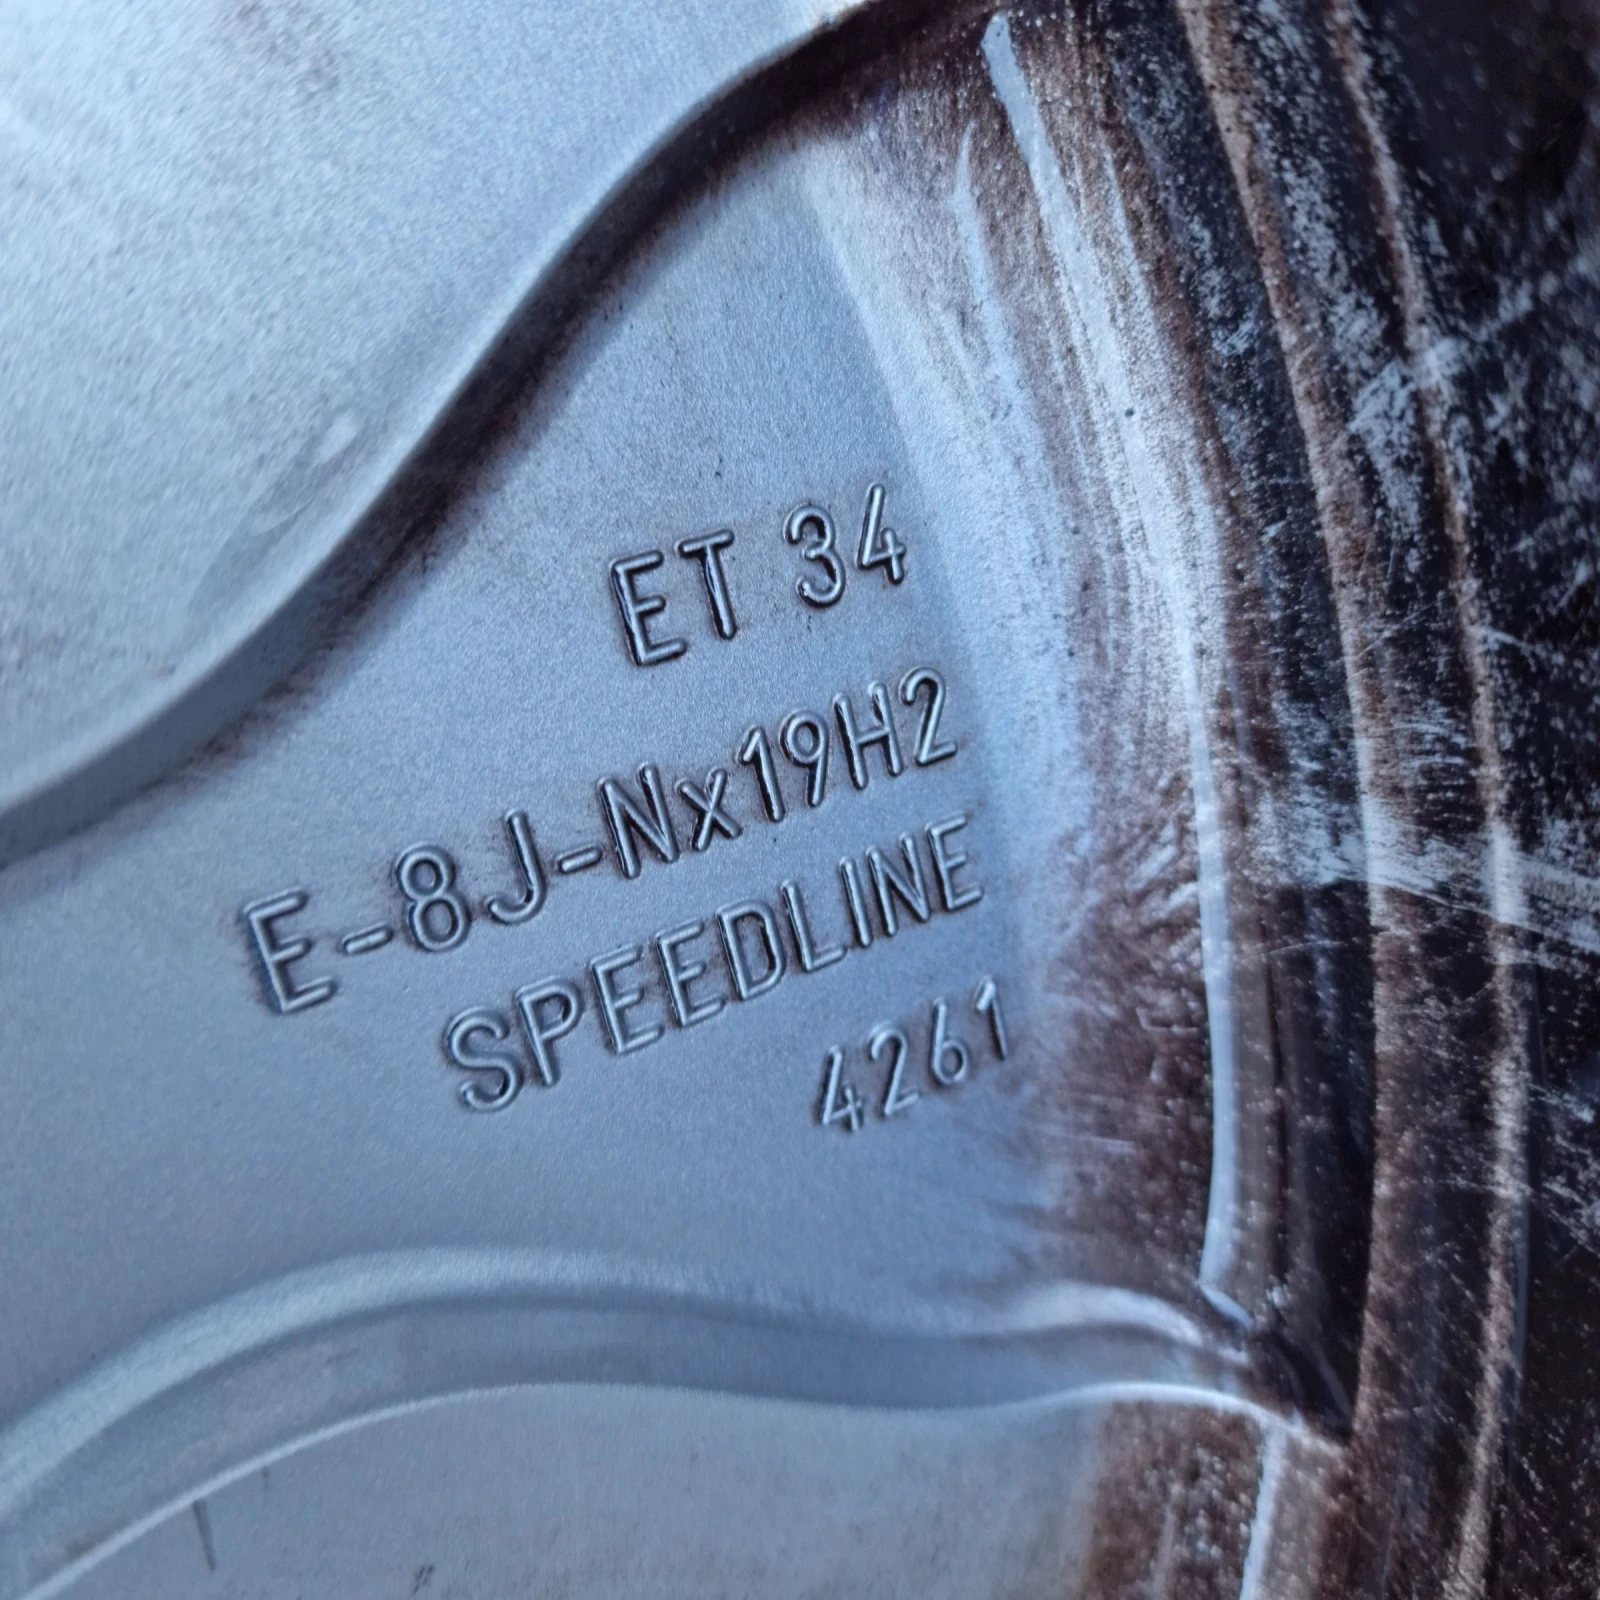 ET 34
E-8J-Nx19H2
SPEEDLINE
4261